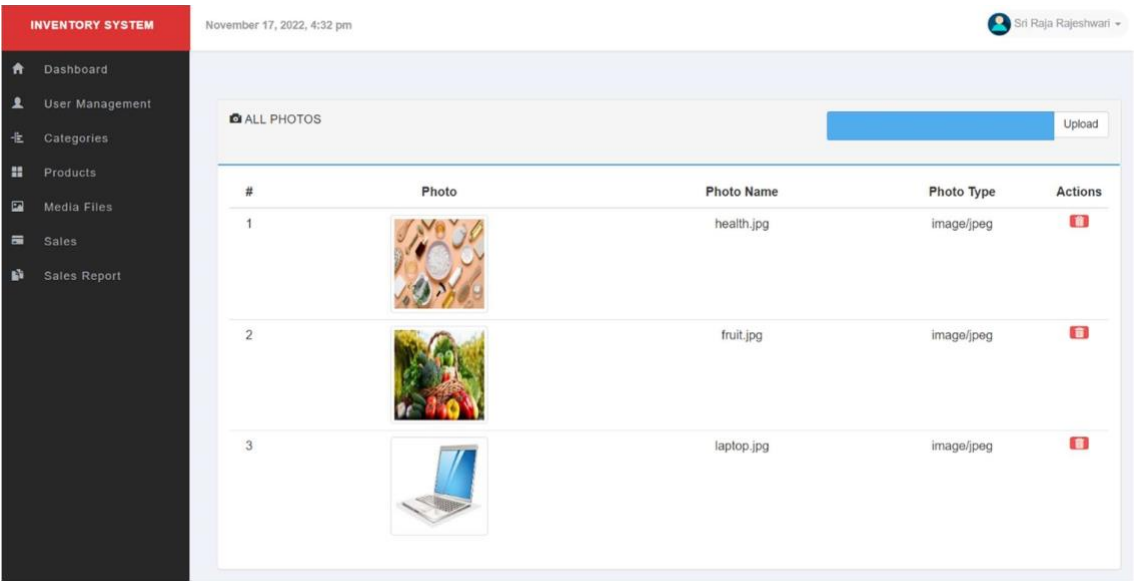 INVENTORY SYSTEM
November 17, 2022, 4:32 pm
Sri Raja Rajeshwari
Dashboard
User Management
Categories
Products
Media Files
Sales
Sales Report
ALL PHOTOS
Upload
# Photo Photo Name Photo Type Actions
1 health.jpg image/jpeg
2 fruit.jpg image/jpeg
3 laptop.jpg image/jpeg